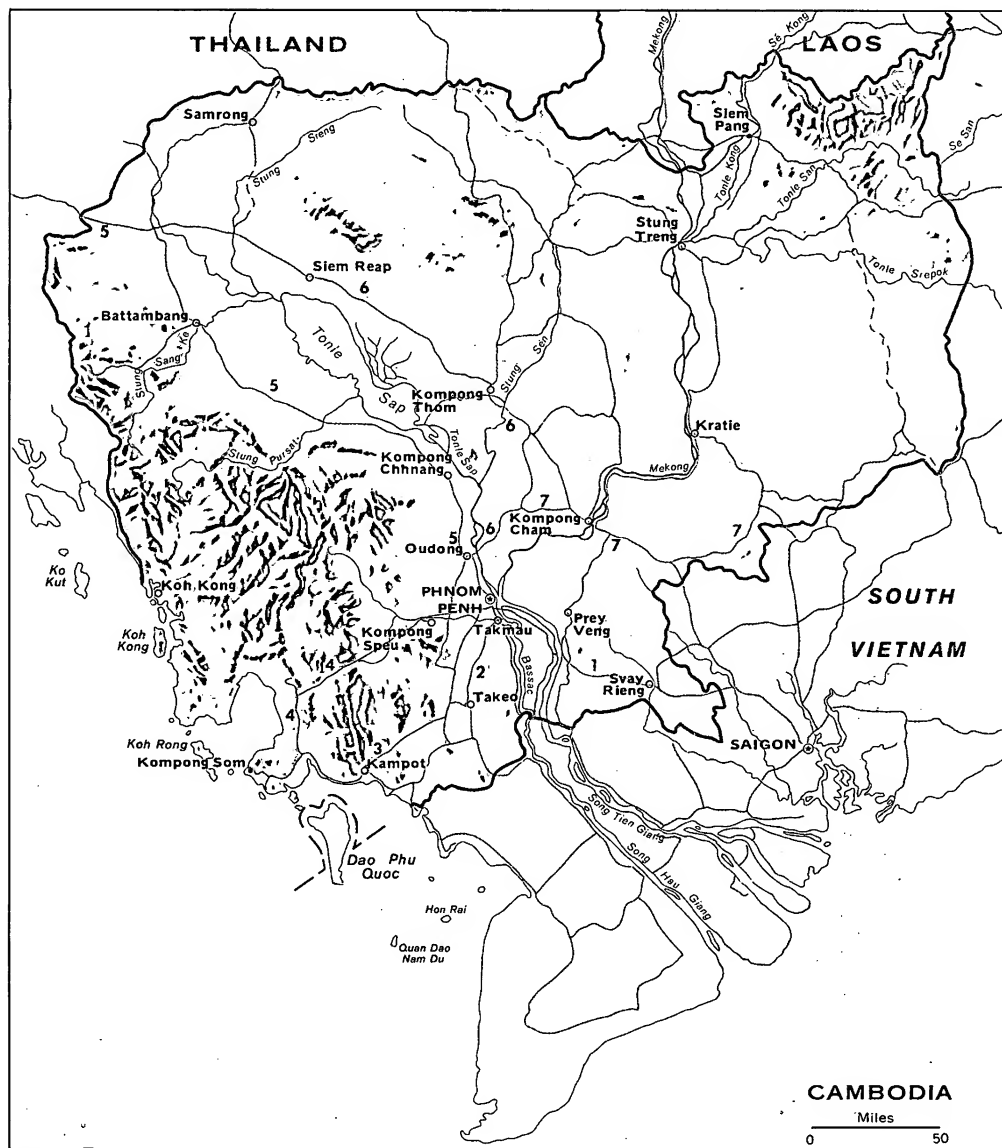 THAILAND
LAOS
Mekong
Sé Kong
Samrong
Siem
Pang
Sreng
Stung
Tonle Kong
Tonle San
Se San
Stung
Treng
Tonle Srepok
5
Siem Reap
6
Battambang
Stung
Sang
Ke
Tonle
Sap
5
Stung Sén
Kompong
Thom
6
Kratie
Stung
Pursat
Kompong
Chhnang
Tonle Sap
Mekong
7
Kompong
Cham
7
7
6
5
Oudong
Ko
Kut
Koh Kong
Koh
Kong
PHNOM
PENH
Takmau
Prey
Veng
Kompong
Speu
SOUTH
VIETNAM
4
2
Bassac
1
Svay
Rieng
Takeo
4
3
Koh Rong
Kompong Som
Kampot
SAIGON
Dao Phu
Quoc
Song Tien Giang
Song Hau Giang
Hon Rai
Quan Dao
Nam Du
CAMBODIA
Miles
0 50